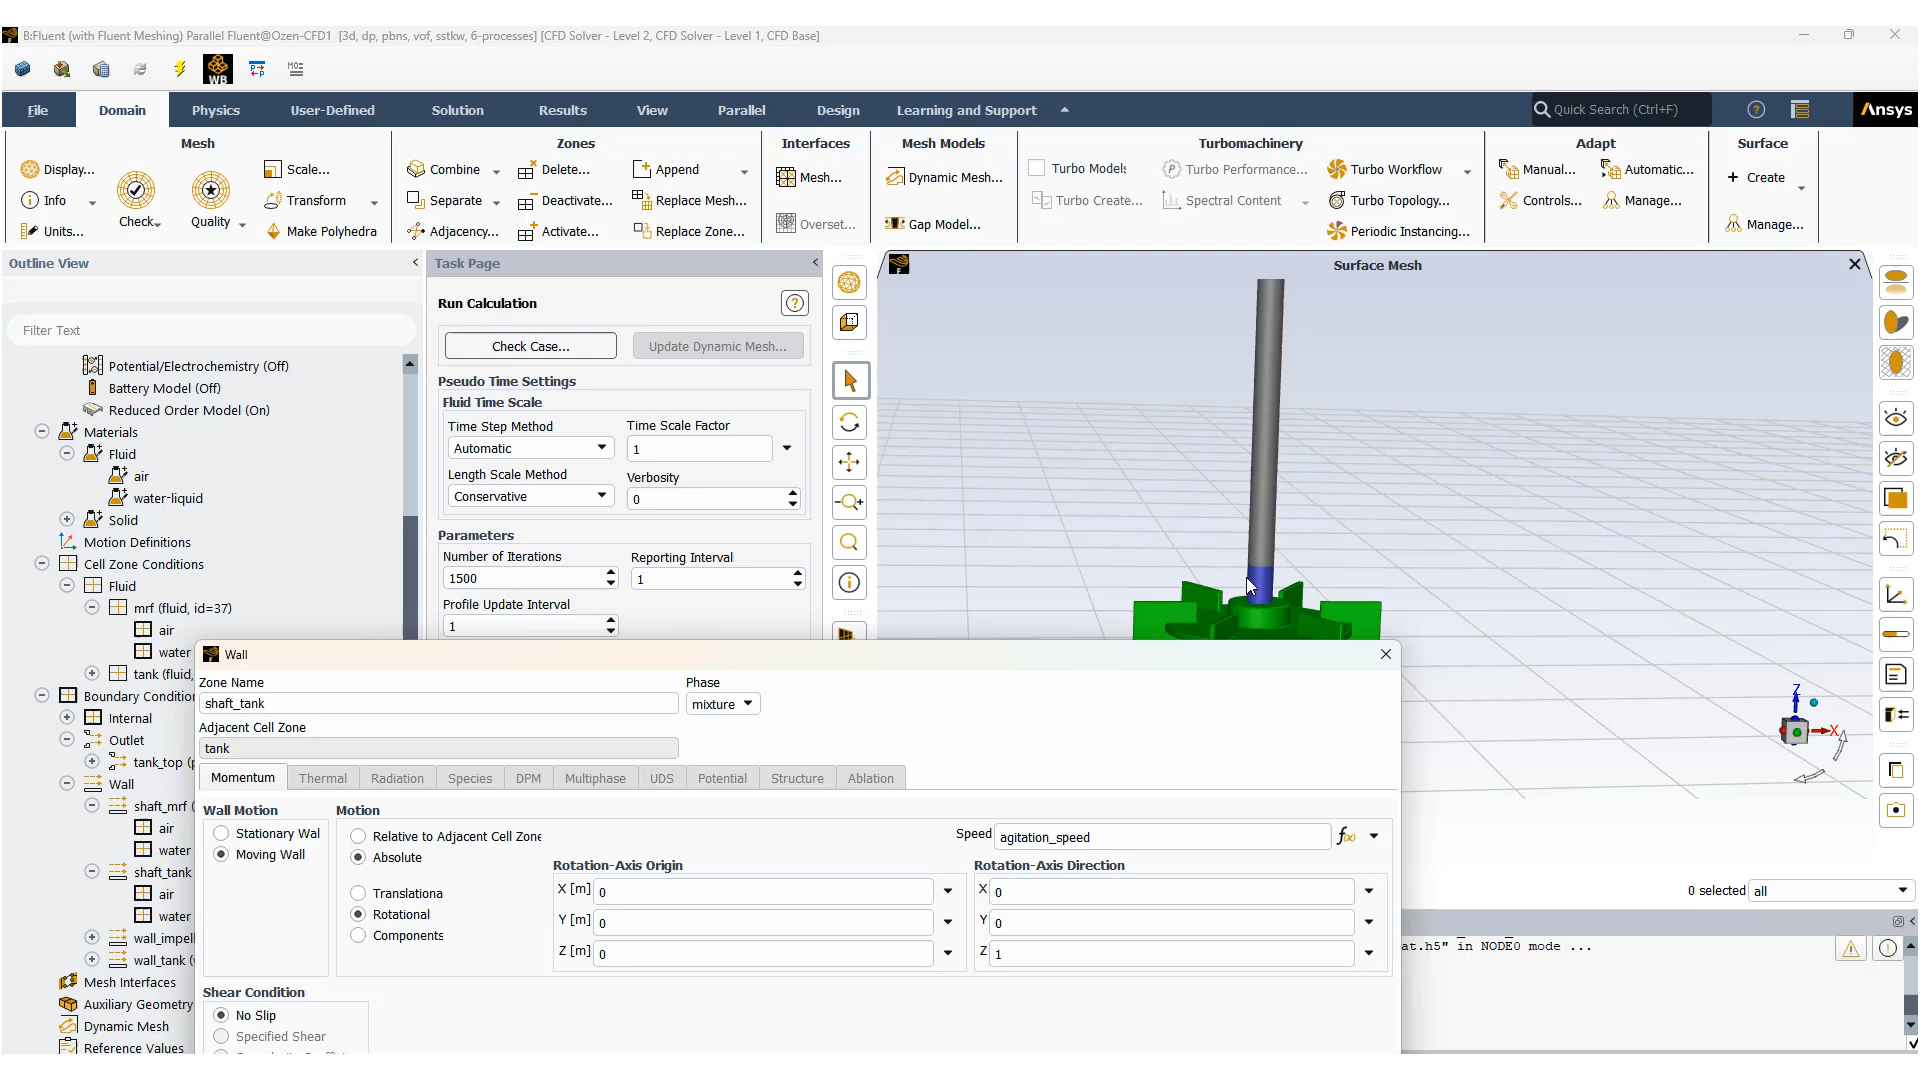 B:Fluent (with Fluent Meshing) Parallel Fluent@Ozen-CFD1 [3d, dp, pbns, vof, sstkw, 6-processes] [CFD Solver - Level 2, CFD Solver - Level 1, CFD Base]
WB
File Domain Physics User-Defined Solution Results View Parallel Design Learning and Support Quick Search (Ctrl+F) Ansys
Mesh
Display...
Info
Units...
Check
Quality
Scale...
Transform
Make Polyhedra
Zones
Combine
Separate
Adjacency...
Delete...
Deactivate...
Activate...
Append
Replace Mesh...
Replace Zone...
Interfaces
Mesh...
Overset...
Mesh Models
Dynamic Mesh...
Gap Model...
Turbomachinery
Turbo Models
Turbo Create...
Turbo Performance...
Spectral Content
Turbo Workflow
Turbo Topology...
Periodic Instancing...
Adapt
Manual...
Controls...
Automatic...
Manage...
Surface
+ Create
Manage...
Outline View
Filter Text
Potential/Electrochemistry (Off)
Battery Model (Off)
Reduced Order Model (On)
Materials
Fluid
air
water-liquid
Solid
Motion Definitions
Cell Zone Conditions
Fluid
mrf (fluid, id=37)
air
water
tank (fluid,
Boundary Condition
Internal
Outlet
tank_top (
Wall
shaft_mrf (
air
water
shaft_tank
air
water
wall_impell
wall_tank (
Mesh Interfaces
Auxiliary Geometry
Dynamic Mesh
Reference Values
Task Page
Run Calculation
Check Case...
Update Dynamic Mesh...
Pseudo Time Settings
Fluid Time Scale
Time Step Method
Time Scale Factor
Automatic
1
Length Scale Method
Verbosity
Conservative
0
Parameters
Number of Iterations
Reporting Interval
1500
1
Profile Update Interval
1
Surface Mesh
Z
X
0 selected all
at.h5" in NODE0 mode ...
Wall
Zone Name
Phase
shaft_tank
mixture
Adjacent Cell Zone
tank
Momentum Thermal Radiation Species DPM Multiphase UDS Potential Structure Ablation
Wall Motion
Stationary Wal
Moving Wall
Motion
Relative to Adjacent Cell Zone
Absolute
Translationa
Rotational
Components
Speed agitation_speed f(x)
Rotation-Axis Origin
X [m] 0
Y [m] 0
Z [m] 0
Rotation-Axis Direction
X 0
Y 0
Z 1
Shear Condition
No Slip
Specified Shear